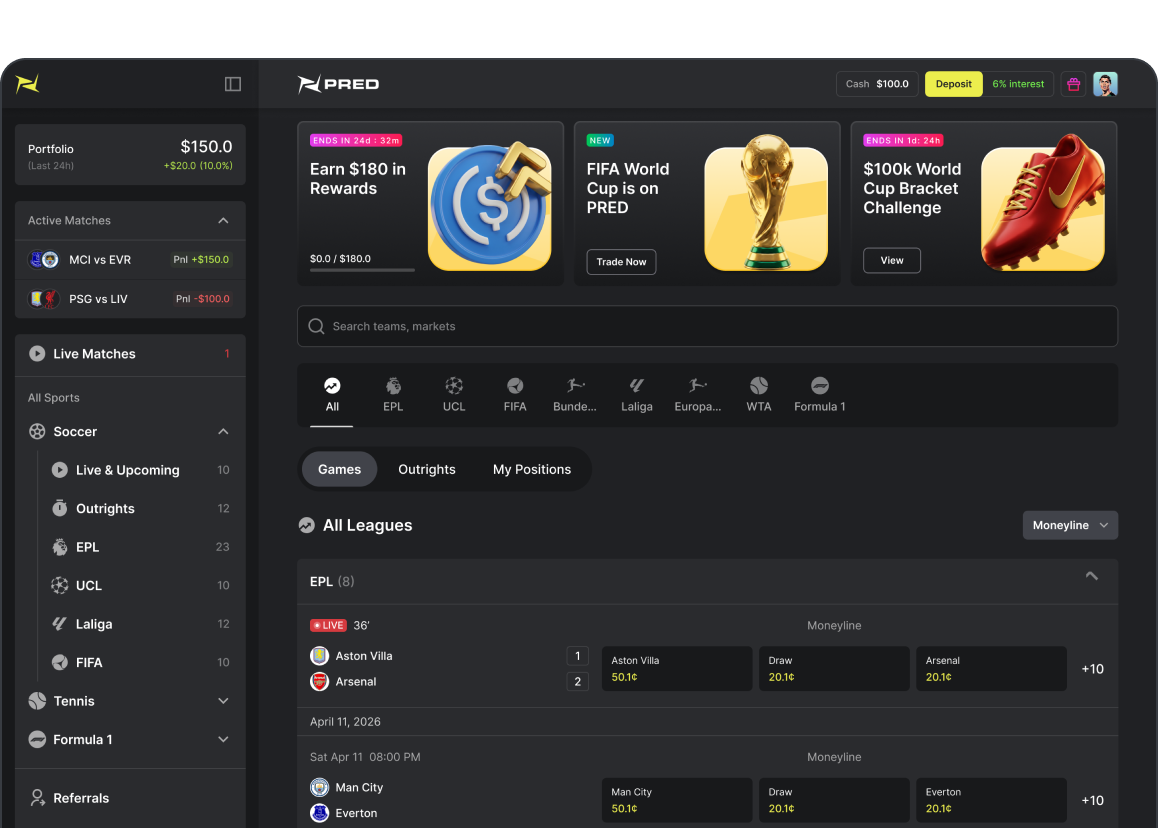 PRED
Cash $100.0
Deposit
6% interest
Portfolio
$150.0
(Last 24h)
+$20.0 (10.0%)
Active Matches
MCI vs EVR
Pnl +$150.0
PSG vs LIV
Pnl -$100.0
Live Matches
1
All Sports
Soccer
Live & Upcoming
10
Outrights
12
EPL
23
UCL
10
Laliga
12
FIFA
10
Tennis
Formula 1
Referrals
ENDS IN 24d : 32m
Earn $180 in
Rewards
$0.0 / $180.0
NEW
FIFA World
Cup is on
PRED
Trade Now
ENDS IN 1d: 24h
$100k World
Cup Bracket
Challenge
View
Search teams, markets
All
EPL
UCL
FIFA
Bunde...
Laliga
Europa...
WTA
Formula 1
Games
Outrights
My Positions
All Leagues
Moneyline
EPL (8)
LIVE 36’
Moneyline
Aston Villa
1
Arsenal
2
Aston Villa
50.1¢
Draw
20.1¢
Arsenal
20.1¢
+10
April 11, 2026
Sat Apr 11 08:00 PM
Moneyline
Man City
Everton
Man City
50.1¢
Draw
20.1¢
Everton
20.1¢
+10